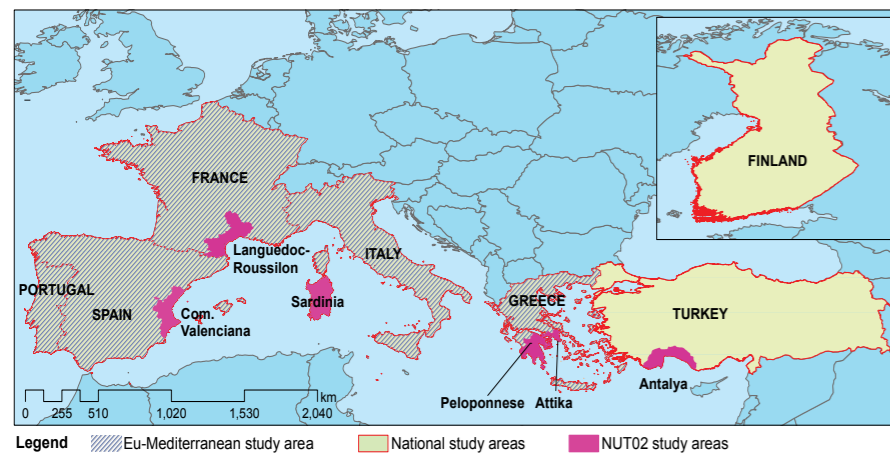 FINLAND
FRANCE
Languedoc-
Roussilon
ITALY
PORTUGAL
SPAIN
Com.
Valenciana
Sardinia
GREECE
TURKEY
Peloponnese
Attika
Antalya
km
0 255 510 1,020 1,530 2,040
Legend Eu-Mediterranean study area National study areas NUT02 study areas